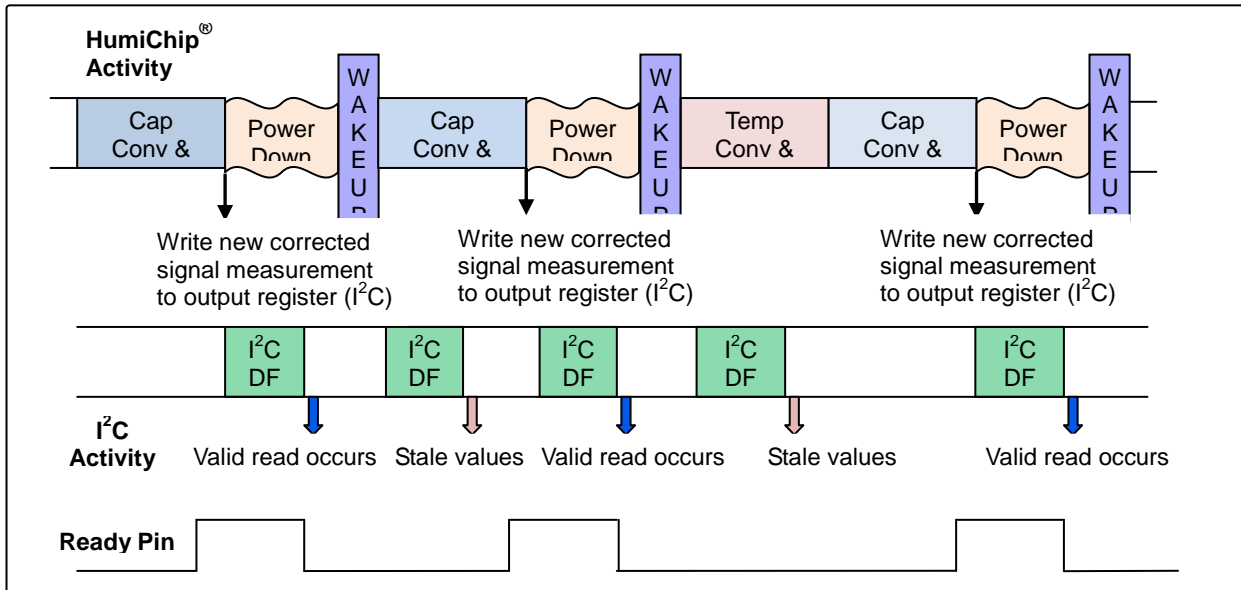 HumiChip®
Activity
Cap
Conv &
Power
Down
WAKEUP
Cap
Conv &
Power
Down
WAKEUP
Temp
Conv &
Cap
Conv &
Power
Down
WAKEUP
Write new corrected
signal measurement
to output register (I²C)
Write new corrected
signal measurement
to output register (I²C)
Write new corrected
signal measurement
to output register (I²C)
I²C
DF
I²C
DF
I²C
DF
I²C
DF
I²C
DF
I²C
Activity
Valid read occurs
Stale values
Valid read occurs
Stale values
Valid read occurs
Ready Pin